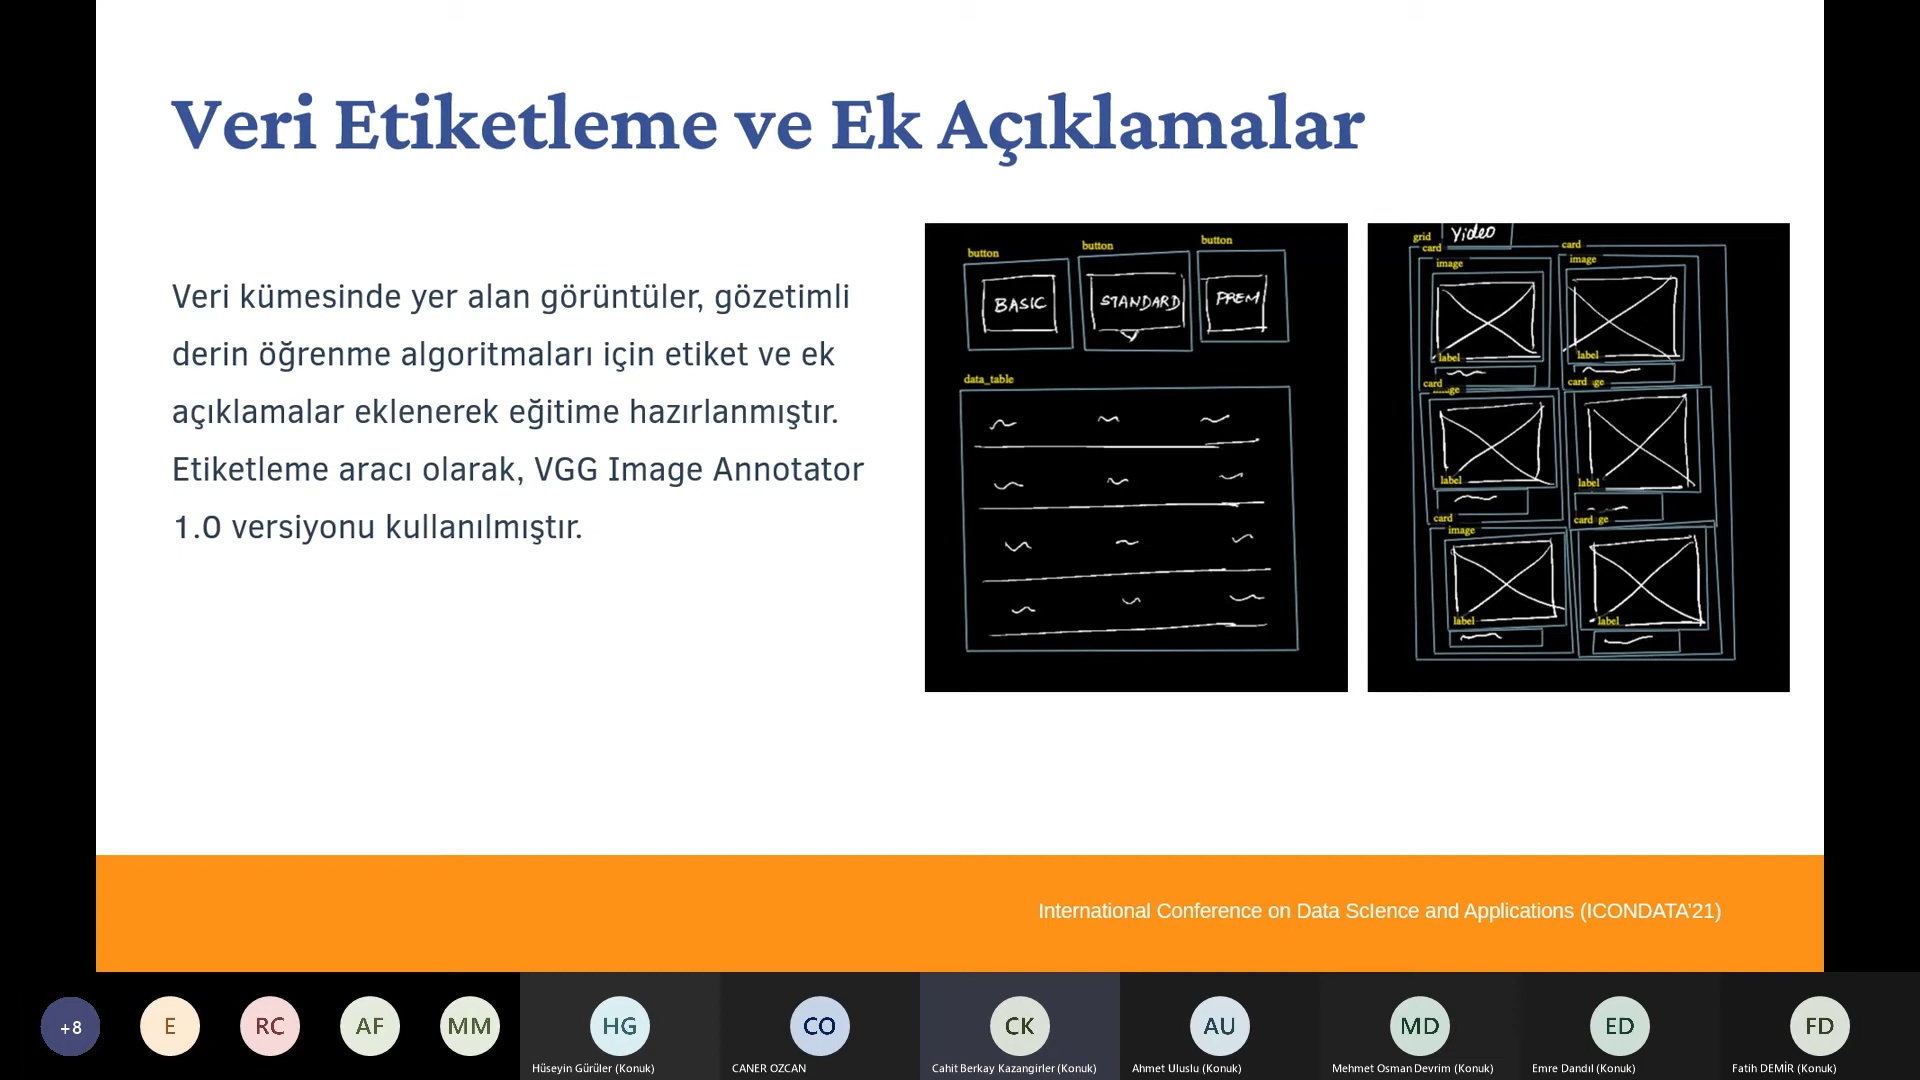 Veri Etiketleme ve Ek Açıklamalar
Veri kümesinde yer alan görüntüler, gözetimli
derin öğrenme algoritmaları için etiket ve ek
açıklamalar eklenerek eğitime hazırlanmıştır.
Etiketleme aracı olarak, VGG Image Annotator
1.0 versiyonu kullanılmıştır.
button
button
button
BASIC
STANDARD
PREM
data_table
grid
Video
card
card
image
image
label
label
card
card ge
label
label
card
card ge
image
label
label
International Conference on Data ScIence and Applications (ICONDATA’21)
+8
E
RC
AF
MM
HG
CO
CK
AU
MD
ED
FD
Hüseyin Gürüler (Konuk)
CANER OZCAN
Cahit Berkay Kazangirler (Konuk)
Ahmet Uluslu (Konuk)
Mehmet Osman Devrim (Konuk)
Emre Dandıl (Konuk)
Fatih DEMİR (Konuk)